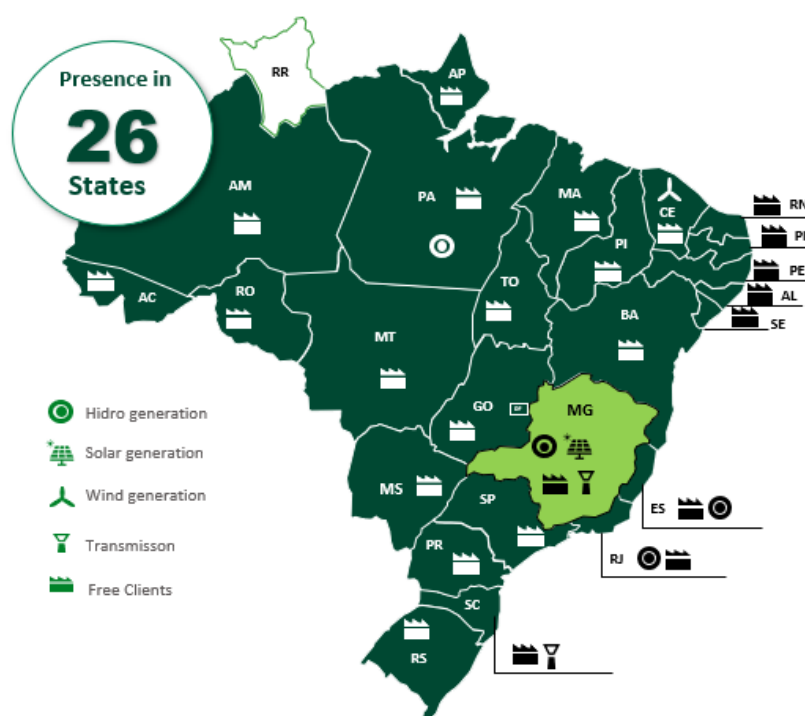 Presence in
26
States
RR
AP
AM
PA
MA
CE
RN
PI
PE
AL
SE
TO
AC
RO
MT
BA
GO
DF
MG
MS
SP
ES
RJ
PR
SC
RS
Hidro generation
Solar generation
Wind generation
Transmisson
Free Clients